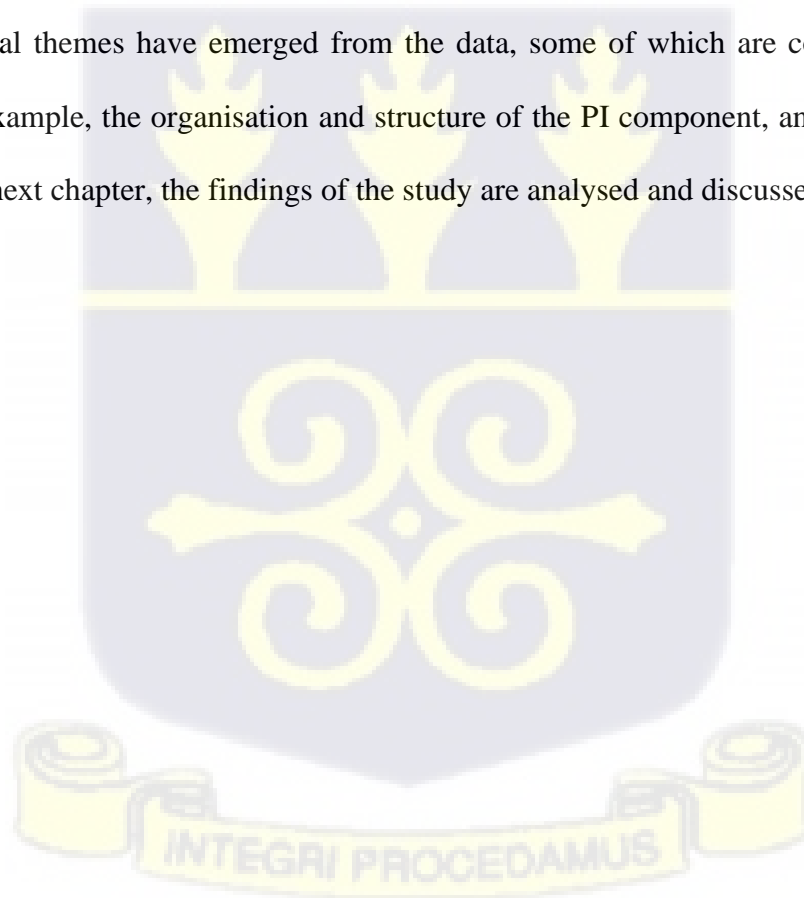 al themes have emerged from the data, some of which are c
xample, the organisation and structure of the PI component, an
next chapter, the findings of the study are analysed and discusse
INTEGRI PROCEDAMUS